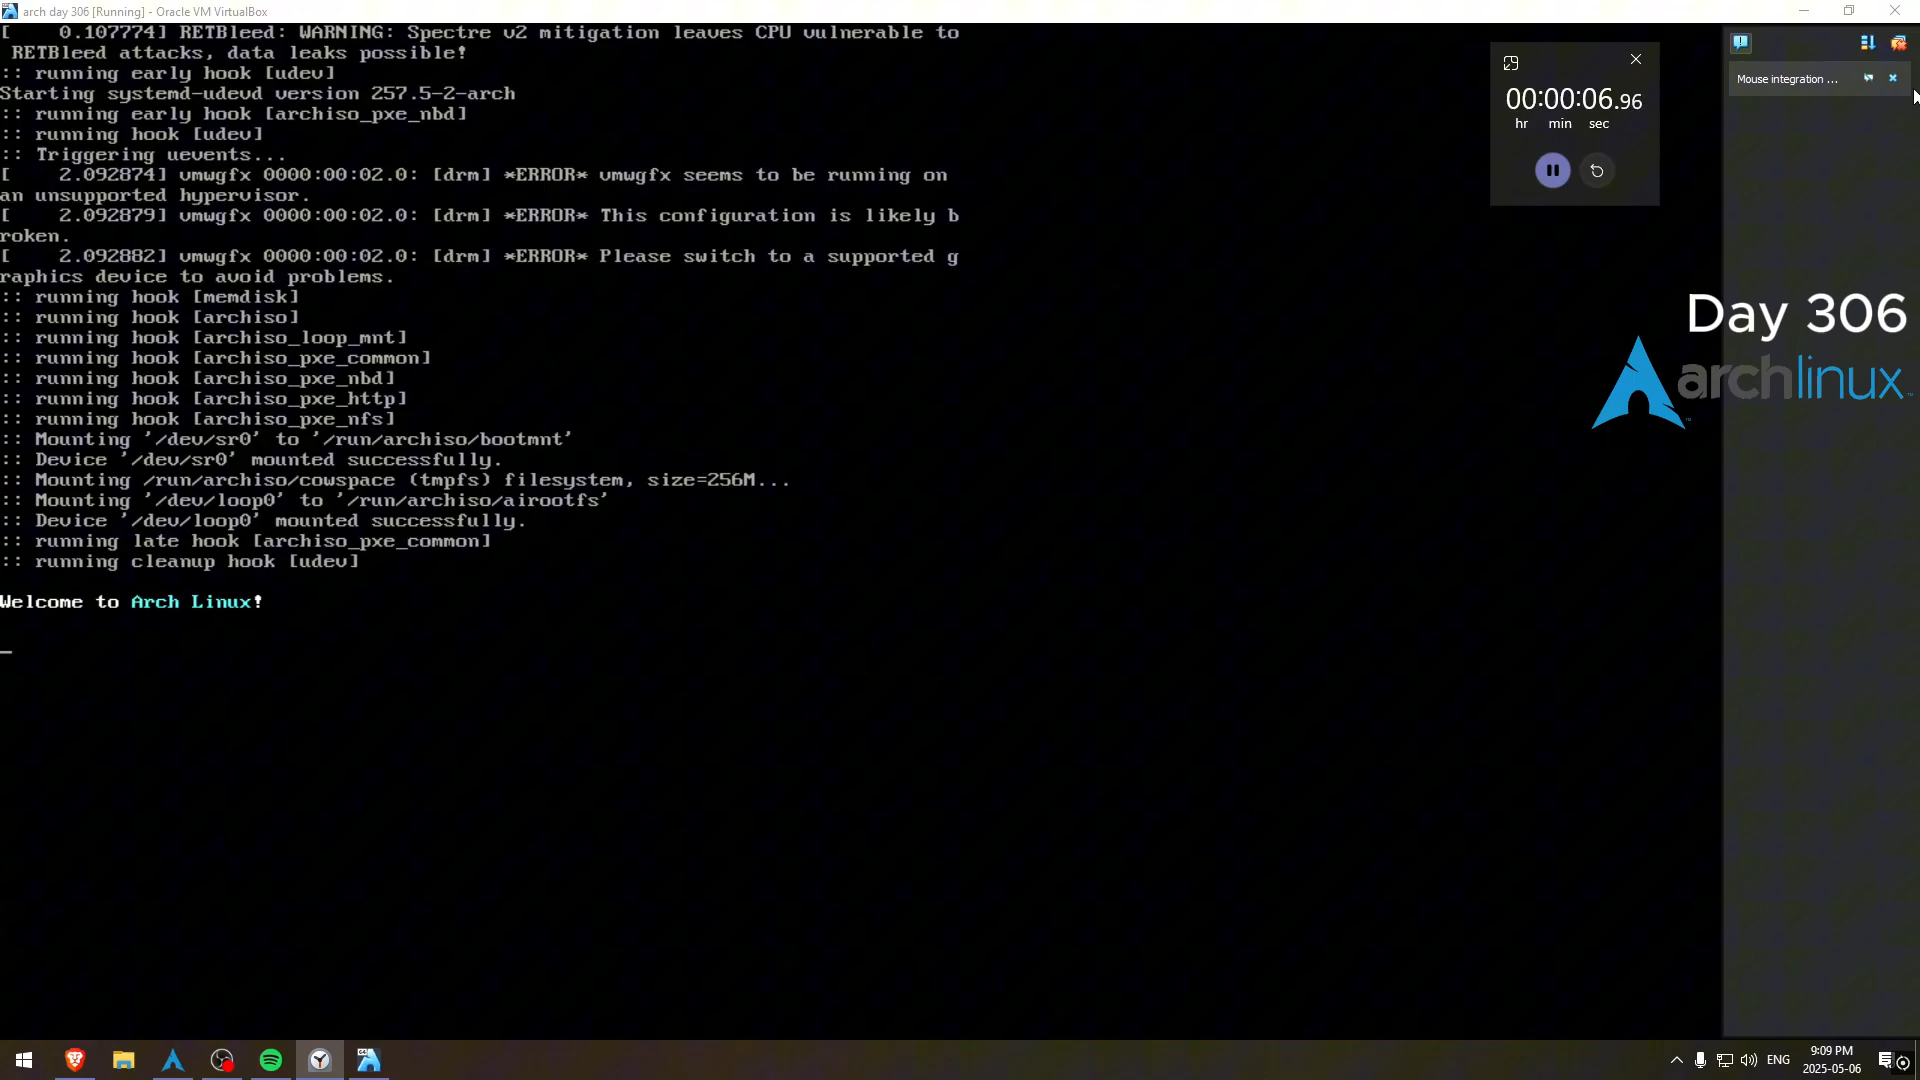 arch day 306 [Running] - Oracle VM VirtualBox
[    0.107774] RETBleed: WARNING: Spectre v2 mitigation leaves CPU vulnerable to
 RETBleed attacks, data leaks possible!
:: running early hook [udev]
Starting systemd-udevd version 257.5-2-arch
:: running early hook [archiso_pxe_nbd]
:: running hook [udev]
:: Triggering uevents...
[    2.092874] vmwgfx 0000:00:02.0: [drm] *ERROR* vmwgfx seems to be running on
an unsupported hypervisor.
[    2.092879] vmwgfx 0000:00:02.0: [drm] *ERROR* This configuration is likely b
roken.
[    2.092882] vmwgfx 0000:00:02.0: [drm] *ERROR* Please switch to a supported g
raphics device to avoid problems.
:: running hook [memdisk]
:: running hook [archiso]
:: running hook [archiso_loop_mnt]
:: running hook [archiso_pxe_common]
:: running hook [archiso_pxe_nbd]
:: running hook [archiso_pxe_http]
:: running hook [archiso_pxe_nfs]
:: Mounting '/dev/sr0' to '/run/archiso/bootmnt'
:: Device '/dev/sr0' mounted successfully.
:: Mounting /run/archiso/cowspace (tmpfs) filesystem, size=256M...
:: Mounting '/dev/loop0' to '/run/archiso/airootfs'
:: Device '/dev/loop0' mounted successfully.
:: running late hook [archiso_pxe_common]
:: running cleanup hook [udev]
Welcome to Arch Linux!
_
00:00:06.96
hr min sec
Mouse integration ...
Day 306
archlinux™
ENG
9:09 PM
2025-05-06